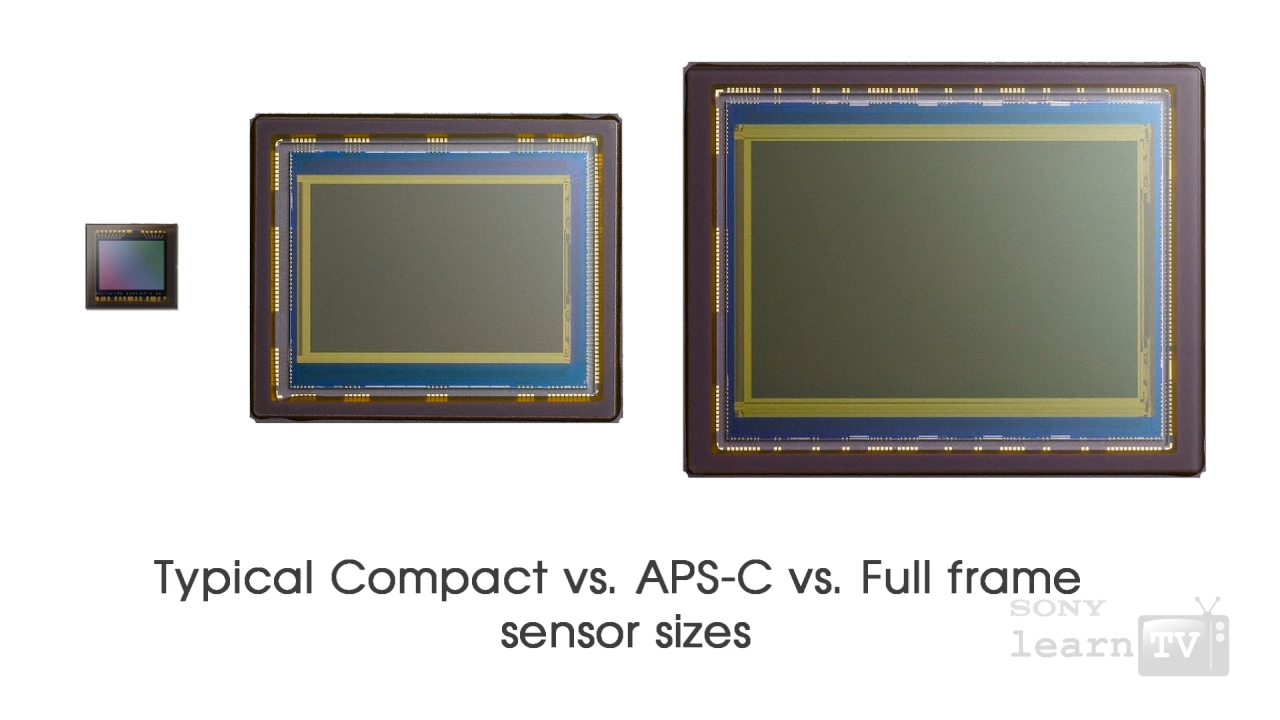 Typical Compact vs. APS-C vs. Full frame
sensor sizes
SONY
learn TV